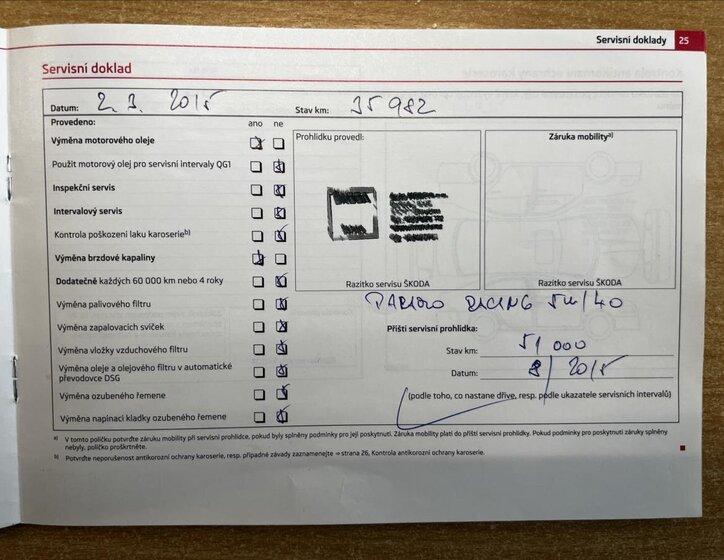 Servisní doklady 25
Servisní doklad
Datum: 2. 3. 2015 Stav km: 35 982
Provedeno: ano ne
Výměna motorového oleje
Použit motorový olej pro servisní intervaly QG1
Inspekční servis
Intervalový servis
Kontrola poškození laku karoserieb)
Výměna brzdové kapaliny
Dodatečně každých 60 000 km nebo 4 roky
Výměna palivového filtru
Výměna zapalovacích svíček
Výměna vložky vzduchového filtru
Výměna oleje a olejového filtru v automatické
převodovce DSG
Výměna ozubeného řemene
Výměna napínací kladky ozubeného řemene
Prohlídku provedl:
Razítko servisu ŠKODA
Záruka mobilitya)
Razítko servisu ŠKODA
RACING 5W/40
Příští servisní prohlídka:
Stav km: 51 000
Datum: 8/2015
(podle toho, co nastane dříve, resp. podle ukazatele servisních intervalů)
a) V tomto políčku potvrďte záruku mobility při servisní prohlídce, pokud byly splněny podmínky pro její poskytnutí. Záruka mobility platí do příští servisní prohlídky. Pokud podmínky pro poskytnutí záruky splněny
nebyly, políčko proškrtněte.
b) Potvrďte neporušenost antikorozní ochrany karoserie, resp. případné závady zaznamenejte ⇒ strana 26, Kontrola antikorozní ochrany karoserie.